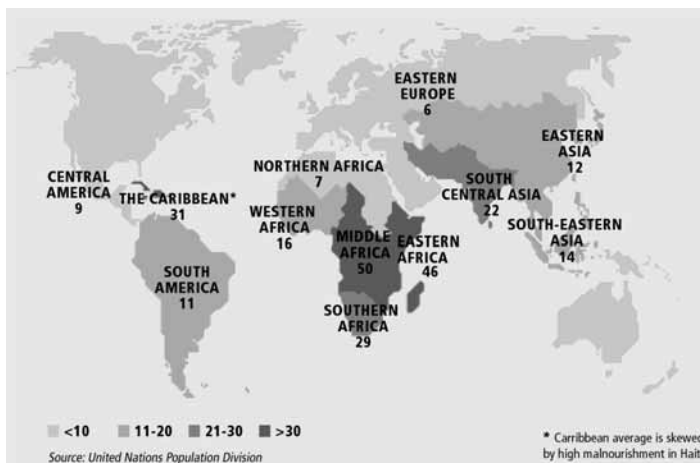 EASTERN
EUROPE
6
EASTERN
ASIA
12
NORTHERN AFRICA
7
CENTRAL
AMERICA
9
THE CARIBBEAN*
31
SOUTH
CENTRAL ASIA
22
WESTERN
AFRICA
16
SOUTH-EASTERN
ASIA
14
MIDDLE
AFRICA
50
EASTERN
AFRICA
46
SOUTH
AMERICA
11
SOUTHERN
AFRICA
29
<10 11-20 21-30 >30
* Carribbean average is skewed
by high malnourishment in Hait
Source: United Nations Population Division